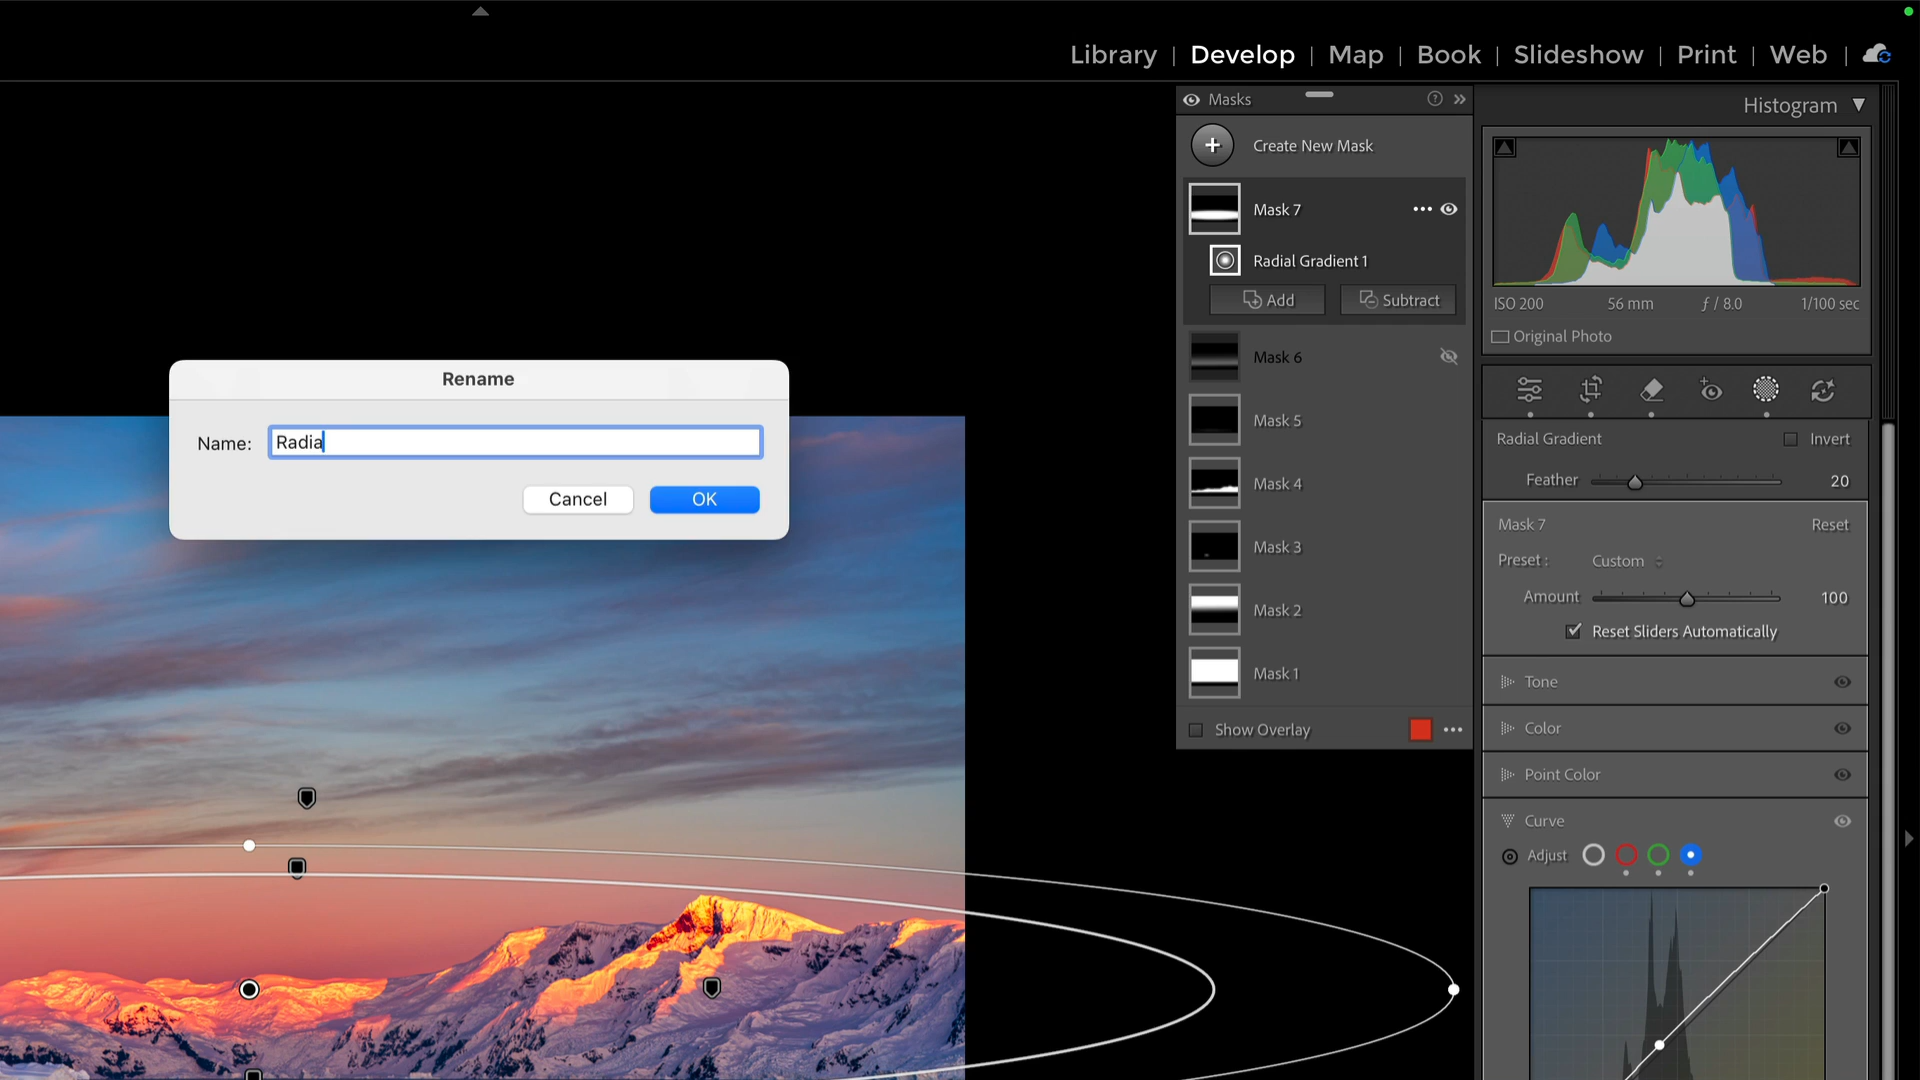 Library | Develop | Map | Book | Slideshow | Print | Web |
Masks
Histogram
Create New Mask
Mask 7
Radial Gradient 1
Add
Subtract
ISO 200 56 mm ƒ / 8.0 1/100 sec
Original Photo
Mask 6
Rename
Name: Radia
Cancel
OK
Mask 5
Mask 4
Mask 3
Mask 2
Mask 1
Show Overlay
Radial Gradient Invert
Feather 20
Mask 7 Reset
Preset : Custom
Amount 100
Reset Sliders Automatically
Tone
Color
Point Color
Curve
Adjust